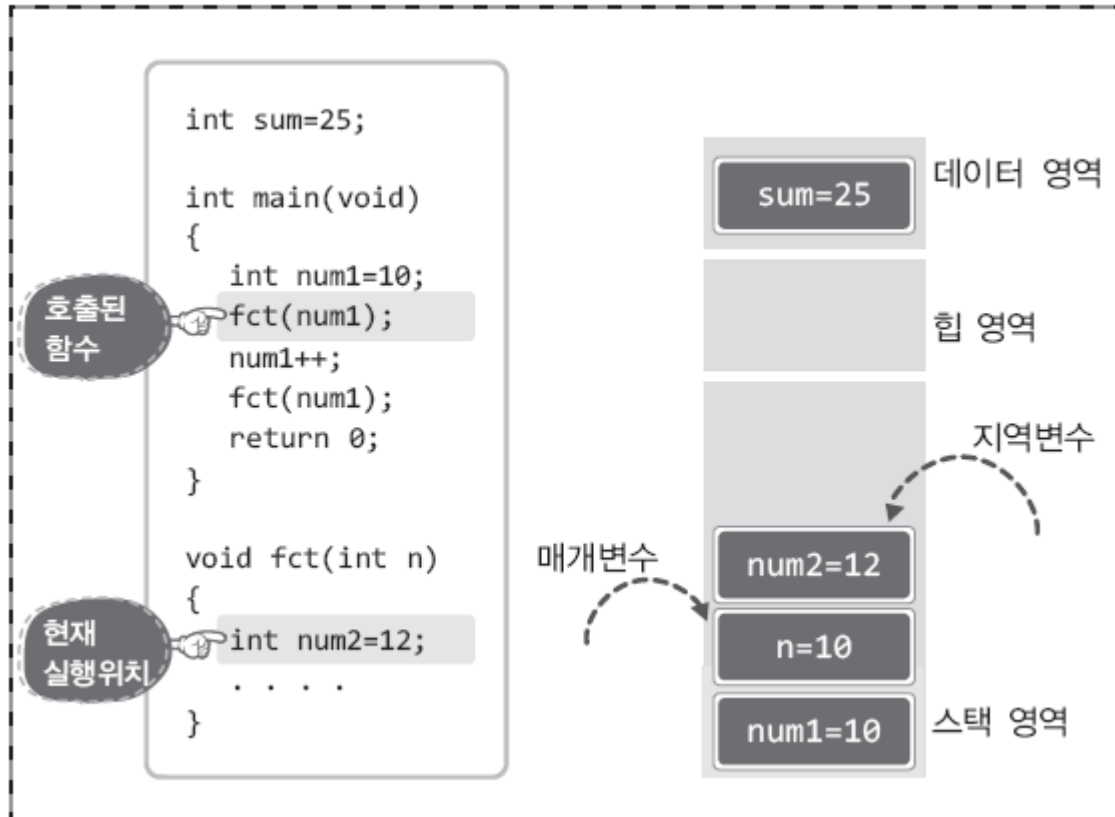 int sum=25;
int main(void)
{
int num1=10;
fct(num1);
num1++;
fct(num1);
return 0;
}
void fct(int n)
{
int num2=12;
. . . .
}
호출된
함수
현재
실행위치
sum=25
데이터 영역
힙 영역
지역변수
매개변수
num2=12
n=10
num1=10
스택 영역